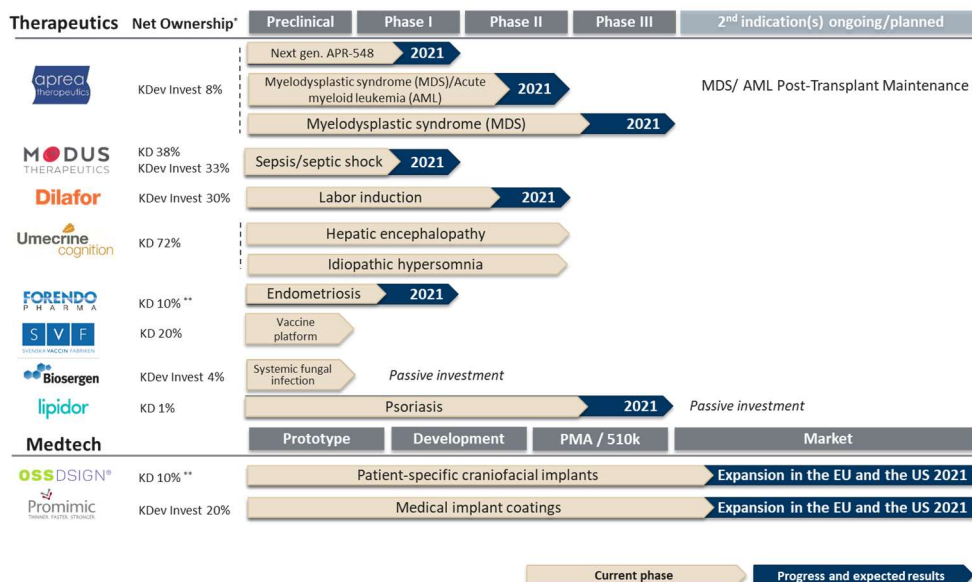 Therapeutics Net Ownership* Preclinical Phase I Phase II Phase III 2nd indication(s) ongoing/planned
Next gen. APR-548 2021
aprea therapeutics
KDev Invest 8%
Myelodysplastic syndrome (MDS)/Acute
myeloid leukemia (AML)
2021
MDS/ AML Post-Transplant Maintenance
Myelodysplastic syndrome (MDS) 2021
MODUS
THERAPEUTICS
KD 38%
KDev Invest 33%
Sepsis/septic shock 2021
Dilafor KDev Invest 30% Labor induction 2021
Umecrine
cognition
KD 72%
Hepatic encephalopathy
Idiopathic hypersomnia
FORENDO
PHARMA
KD 10% ** Endometriosis 2021
SVF
SVENSKA VACCIN FABRIKEN
KD 20%
Vaccine
platform
Biosergen KDev Invest 4%
Systemic fungal
infection
Passive investment
lipidor KD 1% Psoriasis 2021 Passive investment
Medtech Prototype Development PMA / 510k Market
OSSDSIGN® KD 10% ** Patient-specific craniofacial implants Expansion in the EU and the US 2021
Promimic
THINNER. FASTER. STRONGER.
KDev Invest 20% Medical implant coatings Expansion in the EU and the US 2021
Current phase Progress and expected results